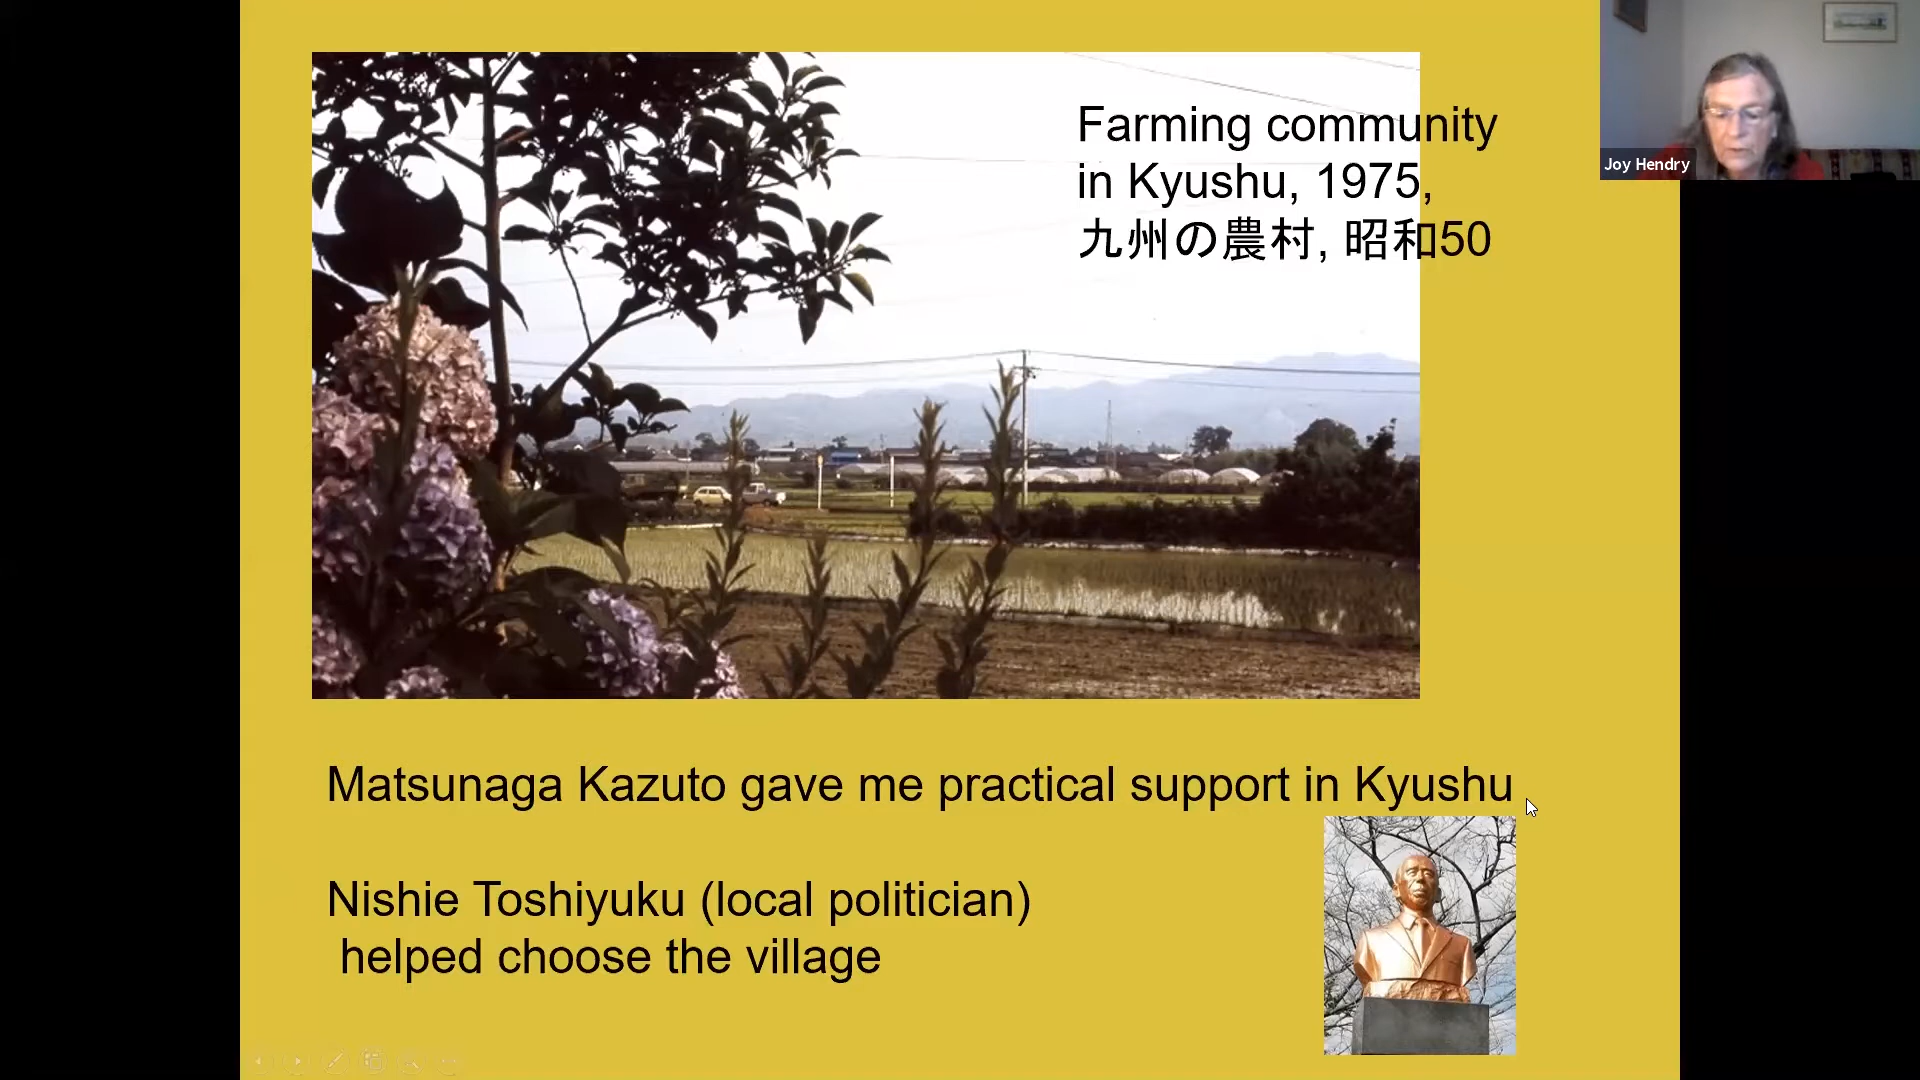 Farming community
in Kyushu, 1975,
九州の農村, 昭和50
Joy Hendry
Matsunaga Kazuto gave me practical support in Kyushu
Nishie Toshiyuku (local politician)
helped choose the village